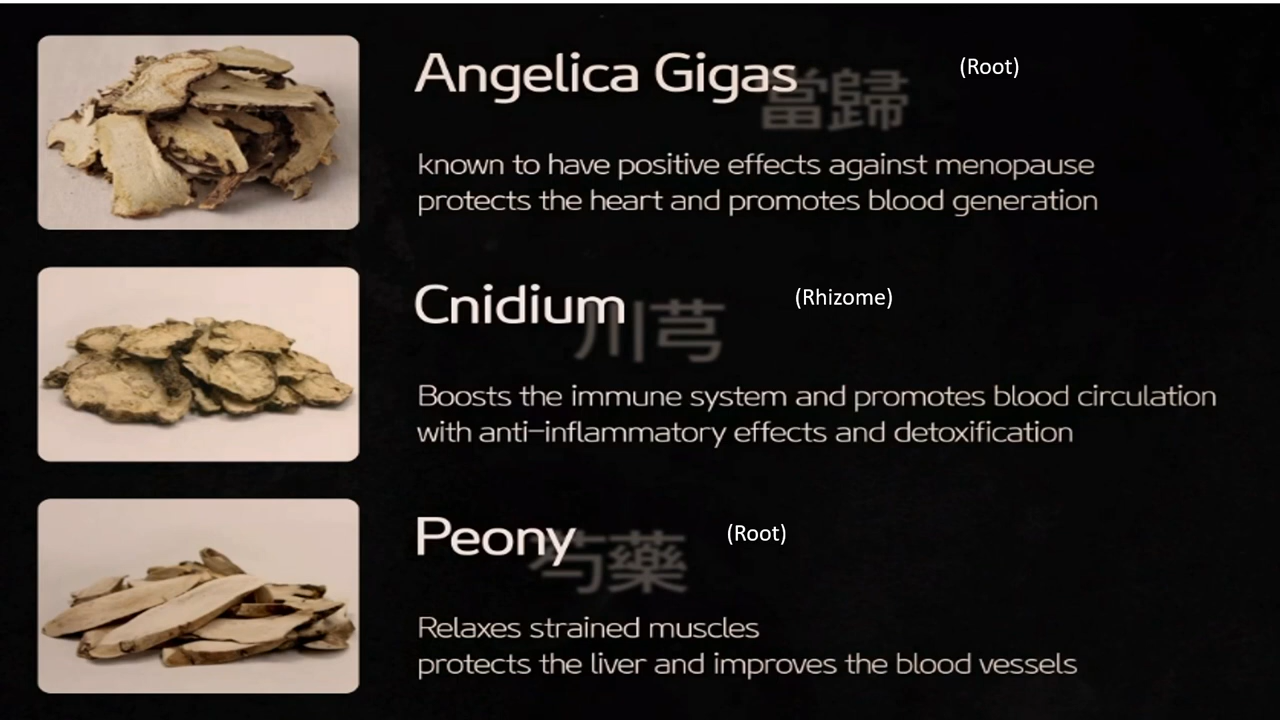 Angelica Gigas
當歸
(Root)
known to have positive effects against menopause
protects the heart and promotes blood generation
Cnidium
川芎
(Rhizome)
Boosts the immune system and promotes blood circulation
with anti-inflammatory effects and detoxification
Peony
芍藥
(Root)
Relaxes strained muscles
protects the liver and improves the blood vessels